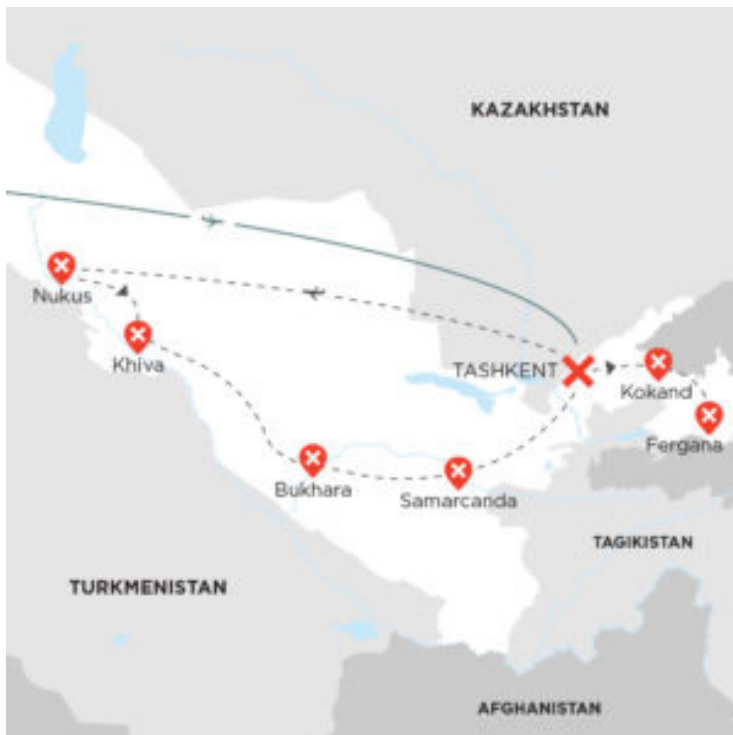 KAZAKHSTAN
Nukus
Khiva
TASHKENT
Kokand
Fergana
Bukhara
Samarcanda
TAGIKISTAN
TURKMENISTAN
AFGHANISTAN